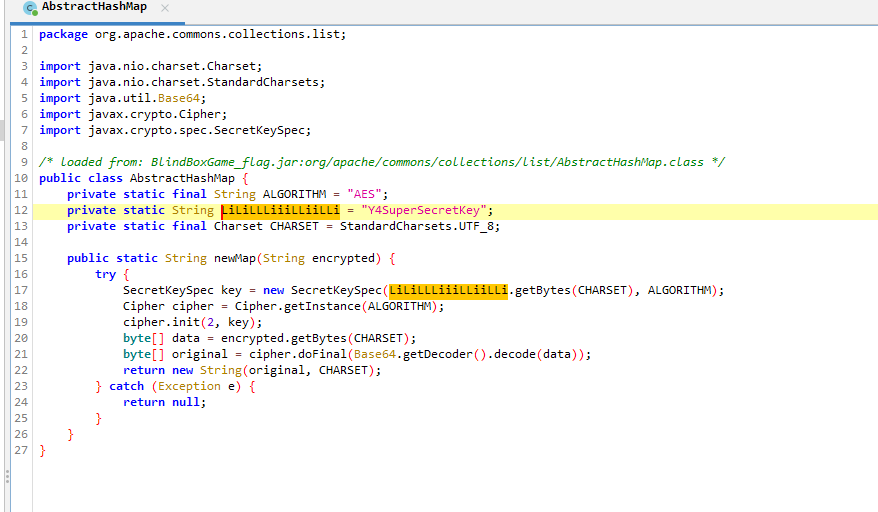 AbstractHashMap
1 package org.apache.commons.collections.list;
2
3 import java.nio.charset.Charset;
4 import java.nio.charset.StandardCharsets;
5 import java.util.Base64;
6 import javax.crypto.Cipher;
7 import javax.crypto.spec.SecretKeySpec;
8
9 /* loaded from: BlindBoxGame_flag.jar:org/apache/commons/collections/list/AbstractHashMap.class */
10 public class AbstractHashMap {
11     private static final String ALGORITHM = "AES";
12     private static String LiLiLLLiiiLLiiLLi = "Y4SuperSecretKey";
13     private static final Charset CHARSET = StandardCharsets.UTF_8;
14
15     public static String newMap(String encrypted) {
16         try {
17             SecretKeySpec key = new SecretKeySpec(LiLiLLLiiiLLiiLLi.getBytes(CHARSET), ALGORITHM);
18             Cipher cipher = Cipher.getInstance(ALGORITHM);
19             cipher.init(2, key);
20             byte[] data = encrypted.getBytes(CHARSET);
21             byte[] original = cipher.doFinal(Base64.getDecoder().decode(data));
22             return new String(original, CHARSET);
23         } catch (Exception e) {
24             return null;
25         }
26     }
27 }